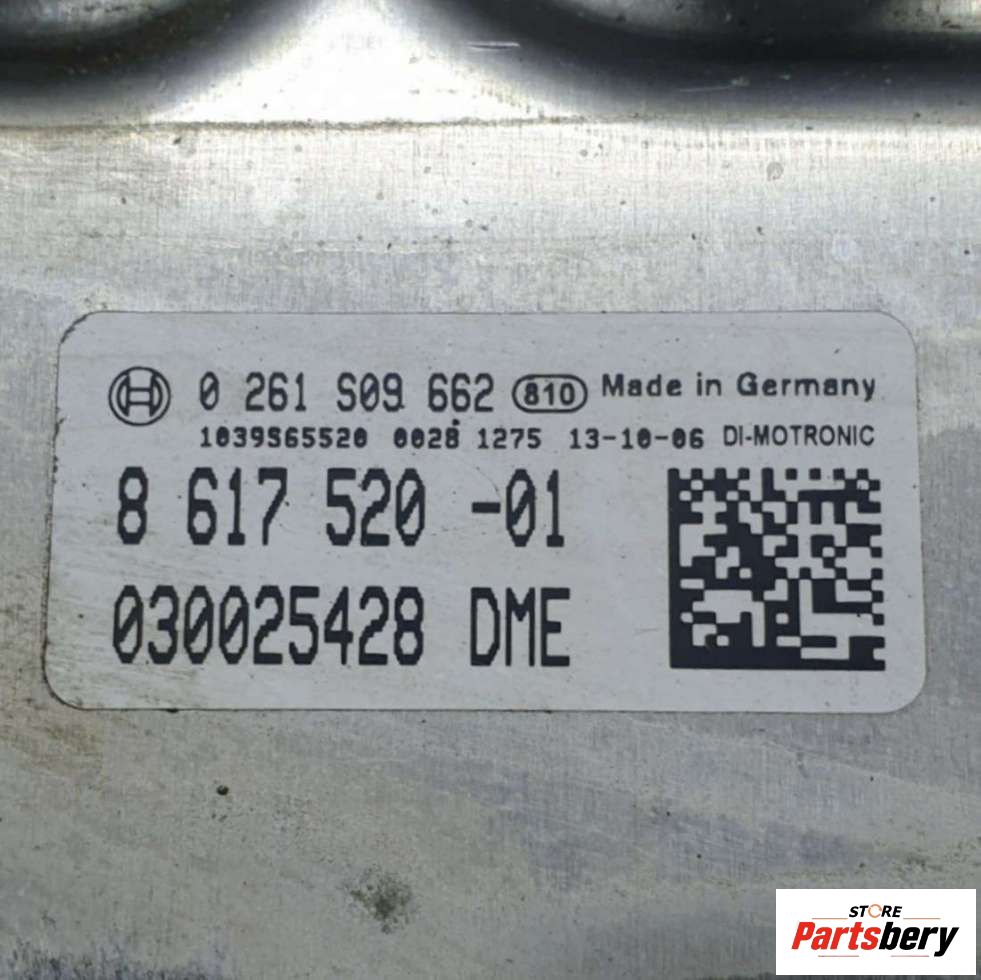 0 261 S09 662 810 Made in Germany
1039S65520 0028 1275 13-10-06 DI-MOTRONIC
8 617 520 -01
030025428 DME
STORE
Partsbery